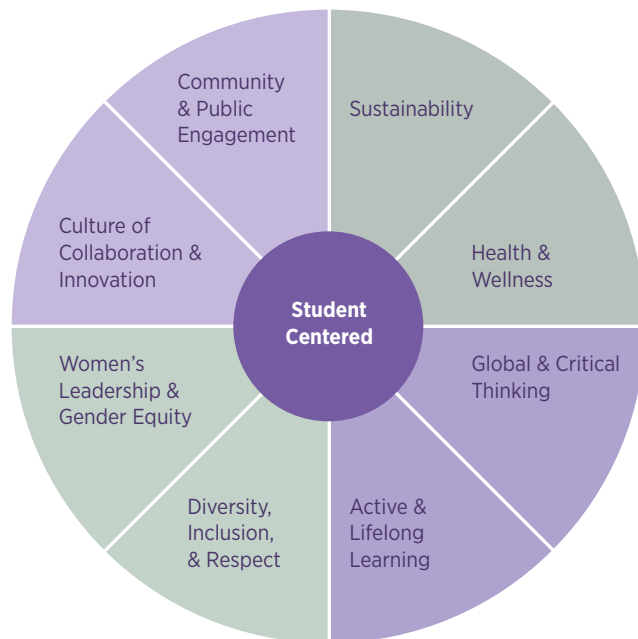 Community
& Public
Engagement
Sustainability
Culture of
Collaboration &
Innovation
Health &
Wellness
Student
Centered
Women's
Leadership &
Gender Equity
Global & Critical
Thinking
Diversity,
Inclusion,
& Respect
Active &
Lifelong
Learning